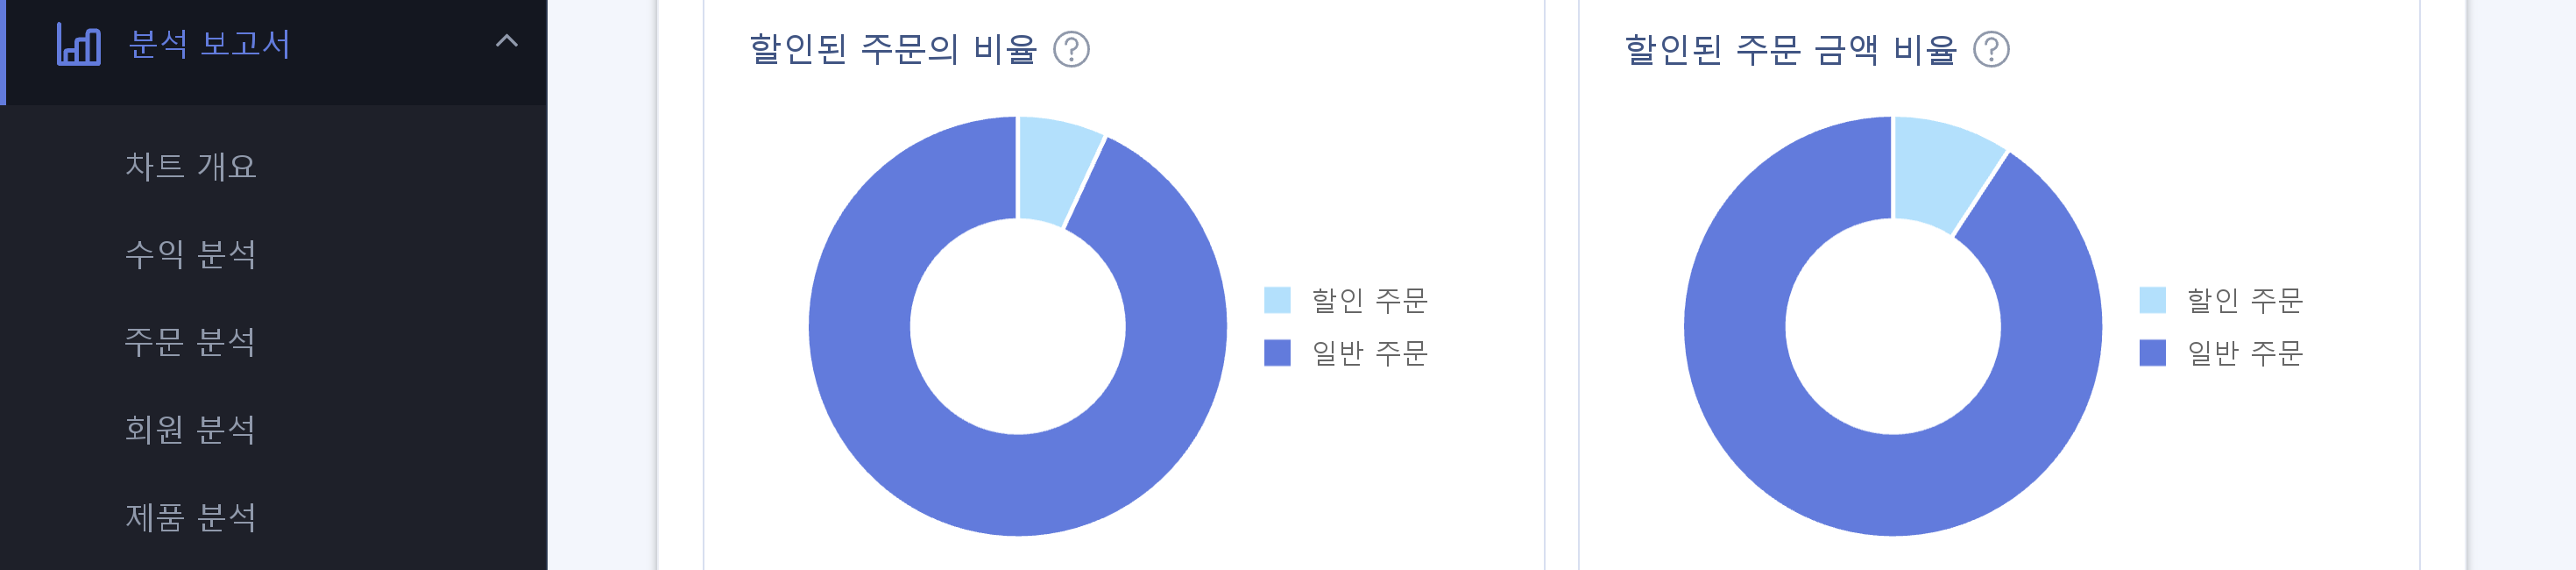 분석 보고서
차트 개요
수익 분석
주문 분석
회원 분석
제품 분석
할인된 주문의 비율 ?
할인 주문
일반 주문
할인된 주문 금액 비율 ?
할인 주문
일반 주문